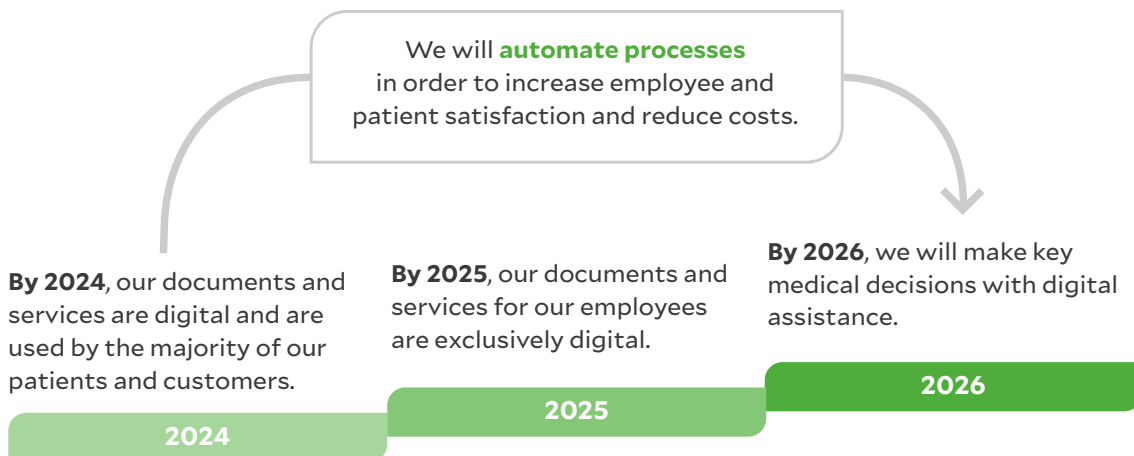 We will automate processes
in order to increase employee and
patient satisfaction and reduce costs.
By 2024, our documents and
services are digital and are
used by the majority of our
patients and customers.
2024
By 2025, our documents and
services for our employees
are exclusively digital.
2025
By 2026, we will make key
medical decisions with digital
assistance.
2026